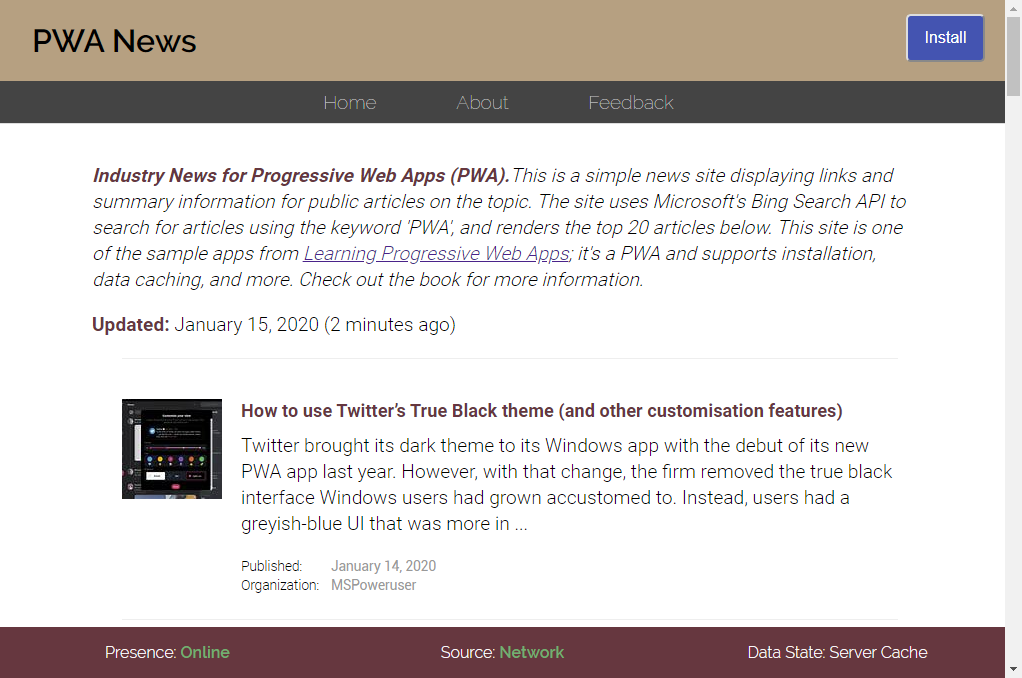 PWA News
Install
Home
About
Feedback
Industry News for Progressive Web Apps (PWA).This is a simple news site displaying links and
summary information for public articles on the topic. The site uses Microsoft's Bing Search API to
search for articles using the keyword 'PWA', and renders the top 20 articles below. This site is one
of the sample apps from Learning Progressive Web Apps; it's a PWA and supports installation,
data caching, and more. Check out the book for more information.
Updated: January 15, 2020 (2 minutes ago)
How to use Twitter’s True Black theme (and other customisation features)
Twitter brought its dark theme to its Windows app with the debut of its new
PWA app last year. However, with that change, the firm removed the true black
interface Windows users had grown accustomed to. Instead, users had a
greyish-blue UI that was more in ...
Published: January 14, 2020
Organization: MSPoweruser
Presence: Online
Source: Network
Data State: Server Cache